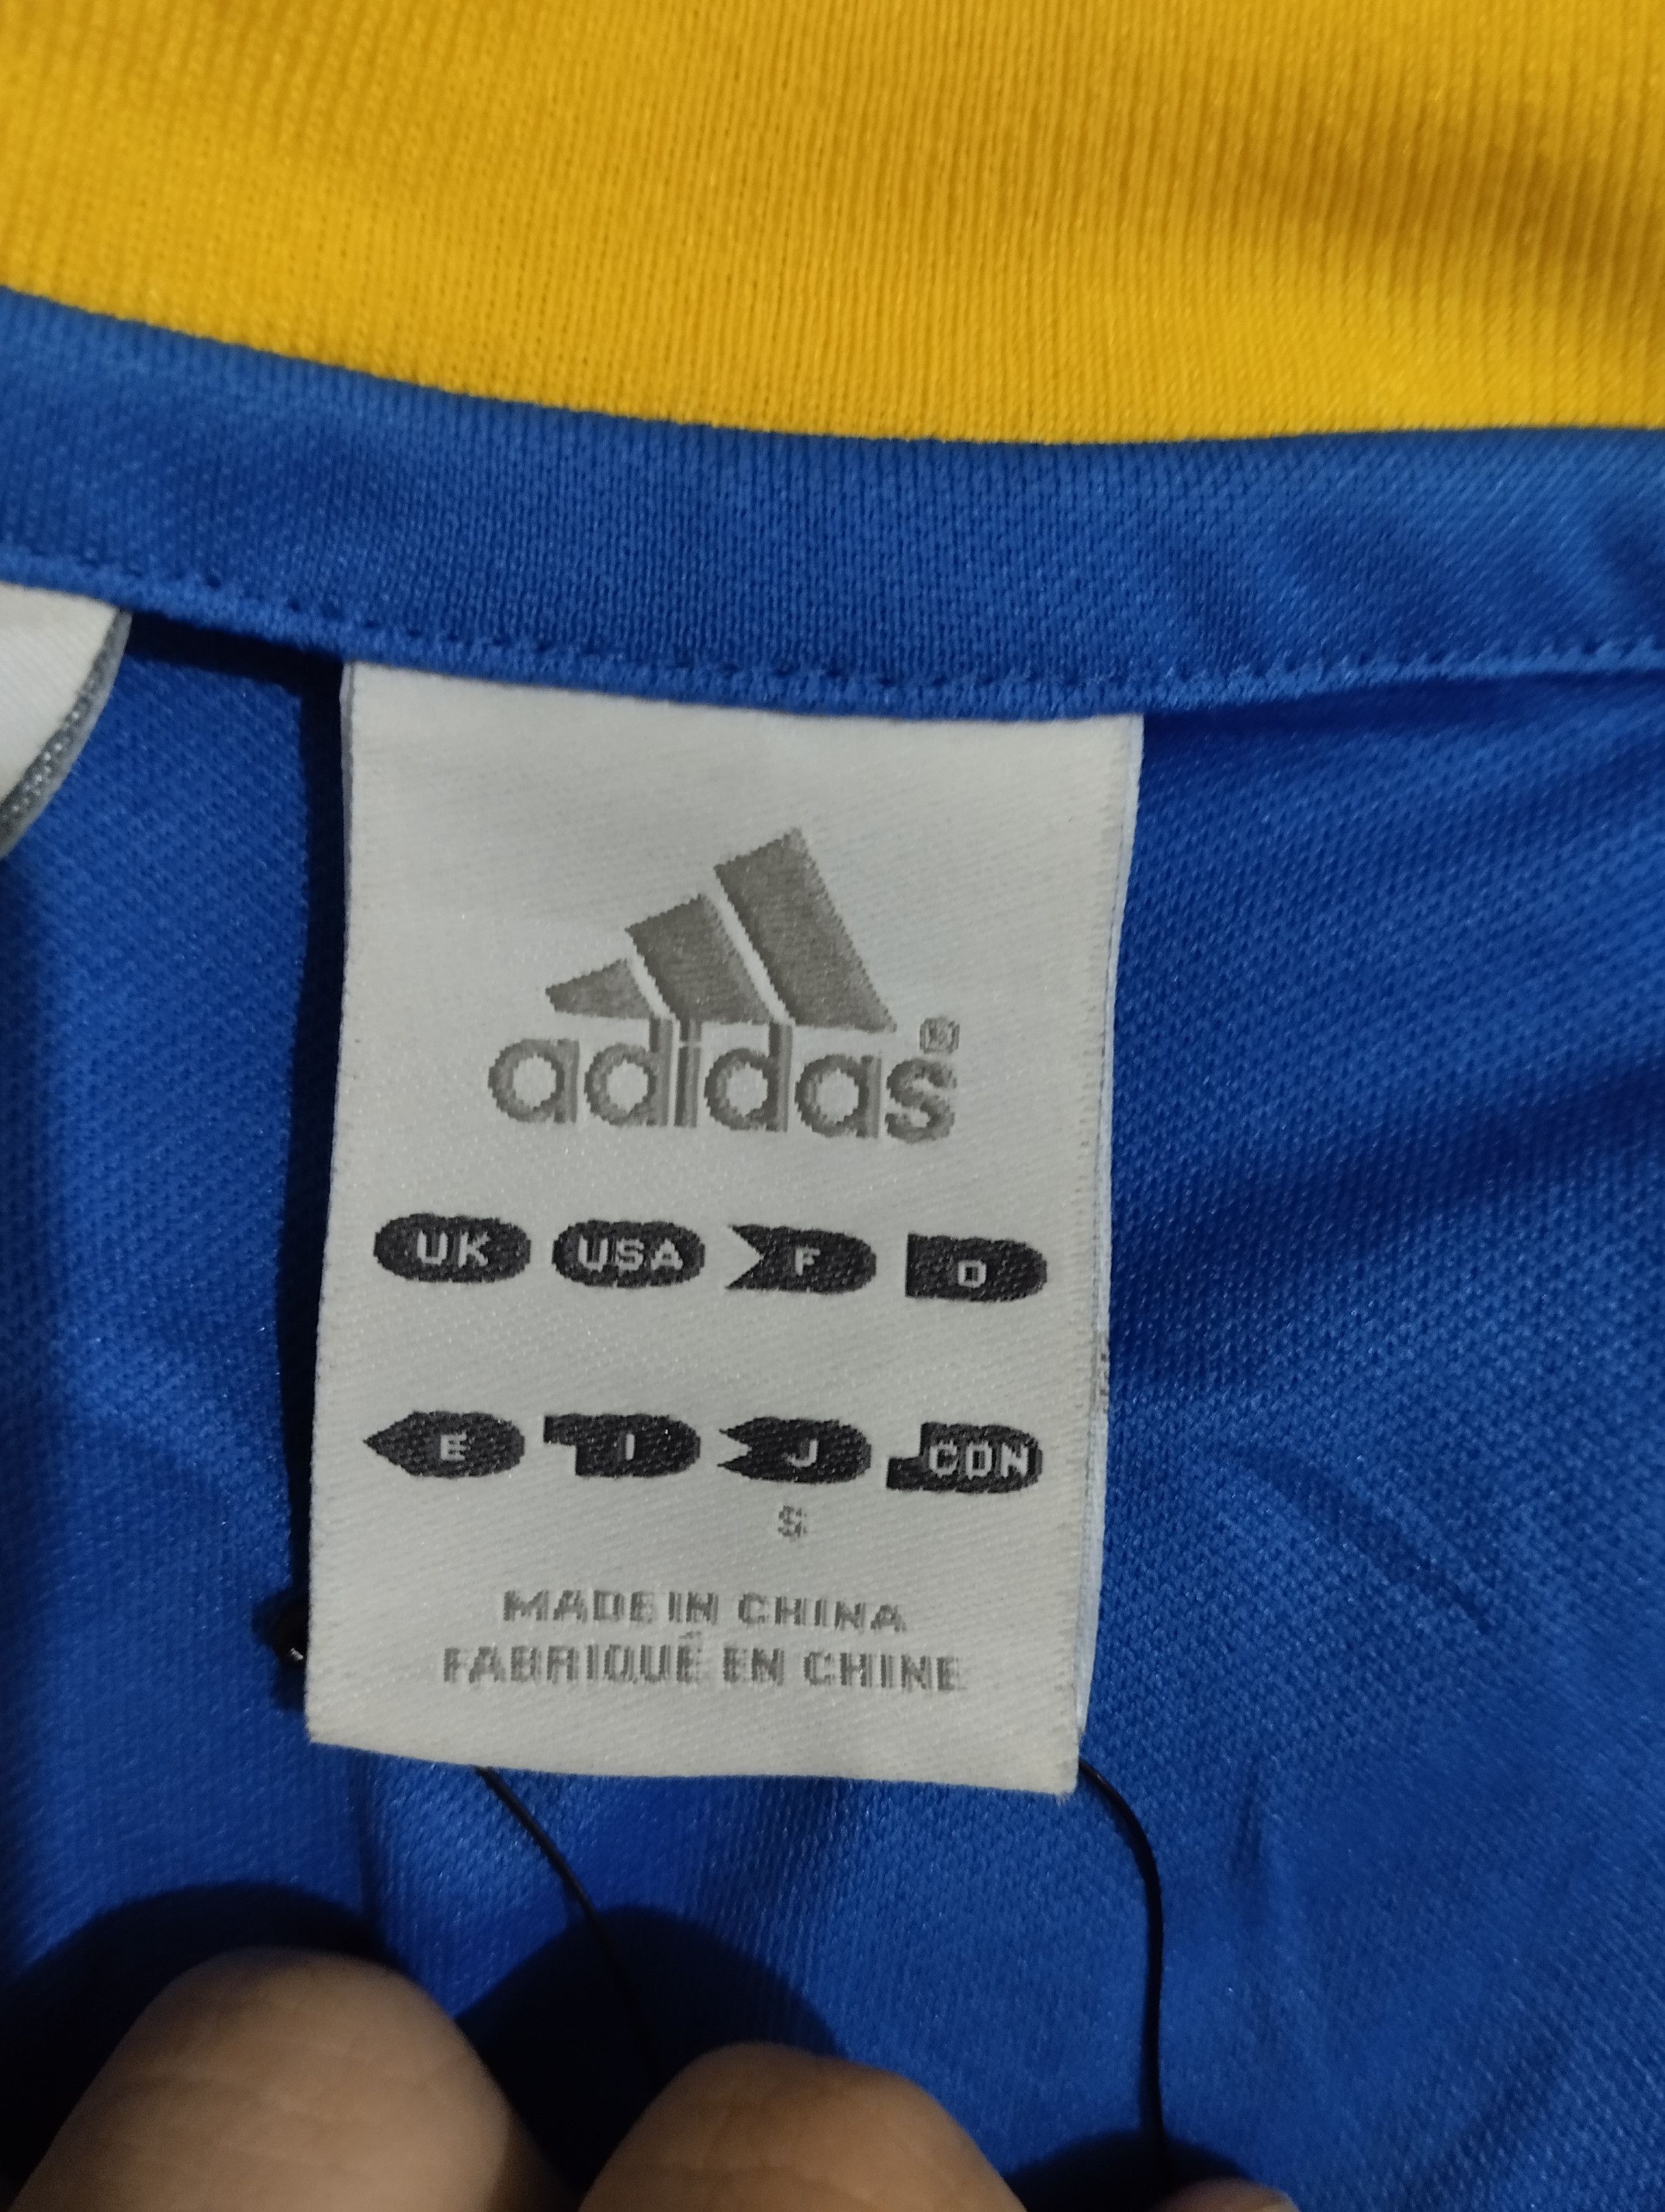 adidas®
UK USA F D
E I J CDN
S
MADE IN CHINA
FABRIQUÉ EN CHINE